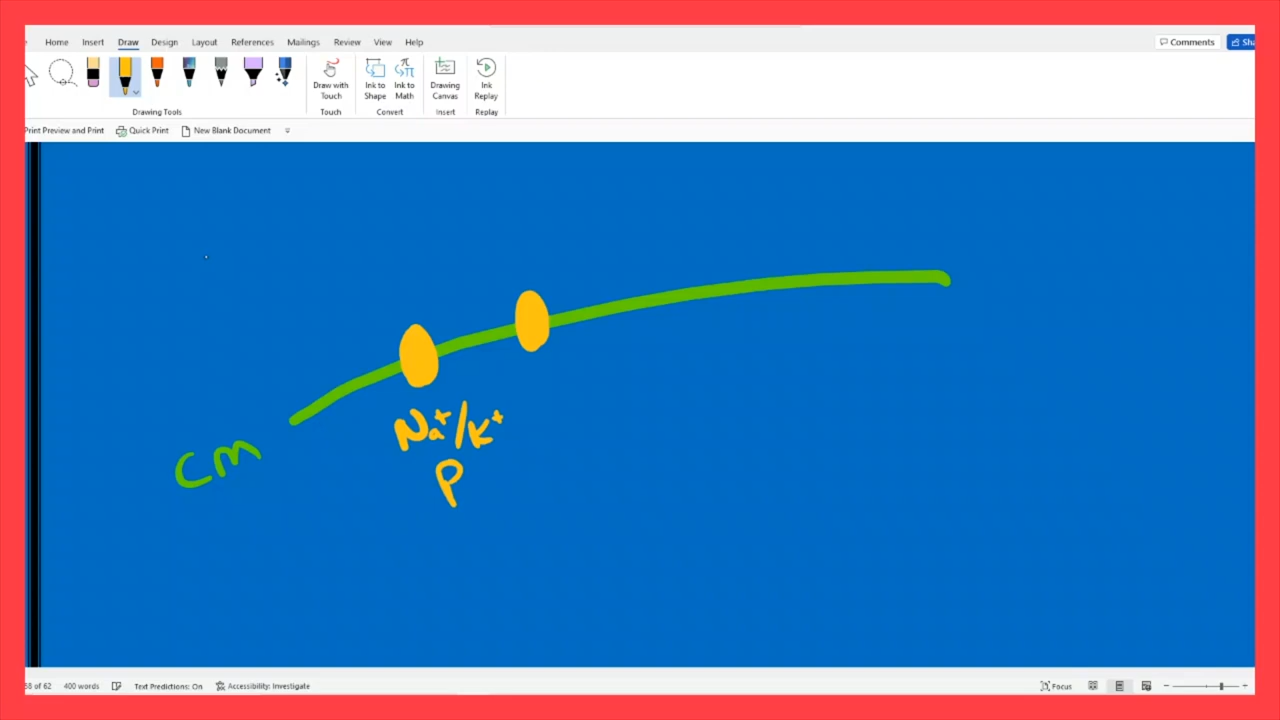 Home Insert Draw Design Layout References Mailings Review View Help
Comments
Draw with Touch
Ink to Shape
Ink to Math
Drawing Canvas
Ink Replay
Drawing Tools Touch Convert Insert Replay
Print Preview and Print Quick Print New Blank Document
Cm
Na⁺/K⁺
P
of 62 400 words Text Predictions: On Accessibility: Investigate Focus